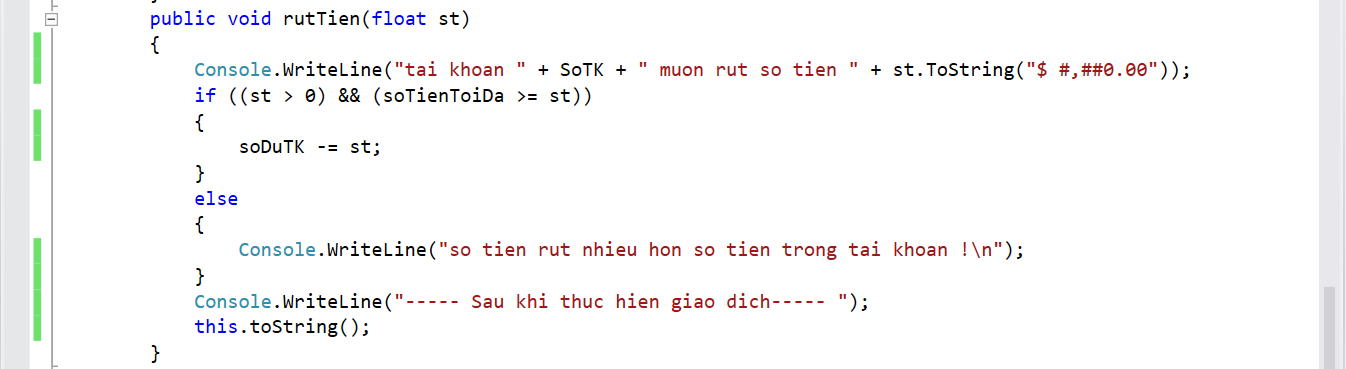 public void rutTien(float st)
{
Console.WriteLine("tai khoan " + SoTK + " muon rut so tien " + st.ToString("$ #,##0.00"));
if ((st > 0) && (soTienToiDa >= st))
{
soDuTK -= st;
}
else
{
Console.WriteLine("so tien rut nhieu hon so tien trong tai khoan !\n");
}
Console.WriteLine("----- Sau khi thuc hien giao dich----- ");
this.toString();
}